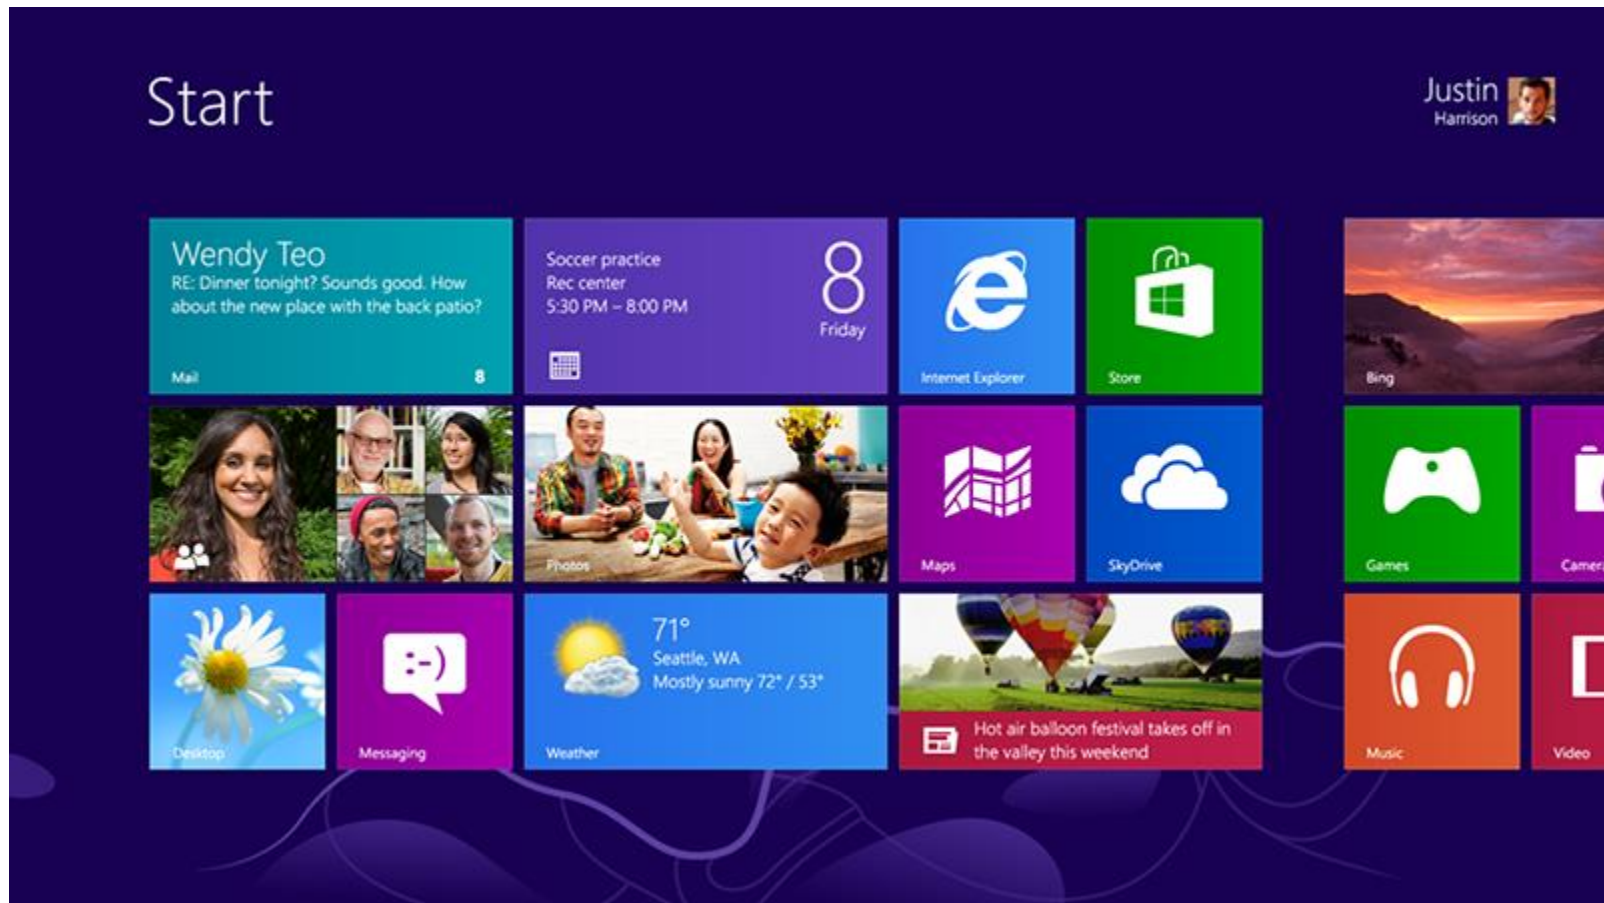 Start
Justin
Harrison
Wendy Teo
RE: Dinner tonight? Sounds good. How
about the new place with the back patio?
Mail
8
Soccer practice
Rec center
5:30 PM – 8:00 PM
8
Friday
Internet Explorer
Store
Bing
Photos
Maps
SkyDrive
Games
Camera
Desktop
:-)
Messaging
71°
Seattle, WA
Mostly sunny 72° / 53°
Weather
Hot air balloon festival takes off in
the valley this weekend
Music
Video